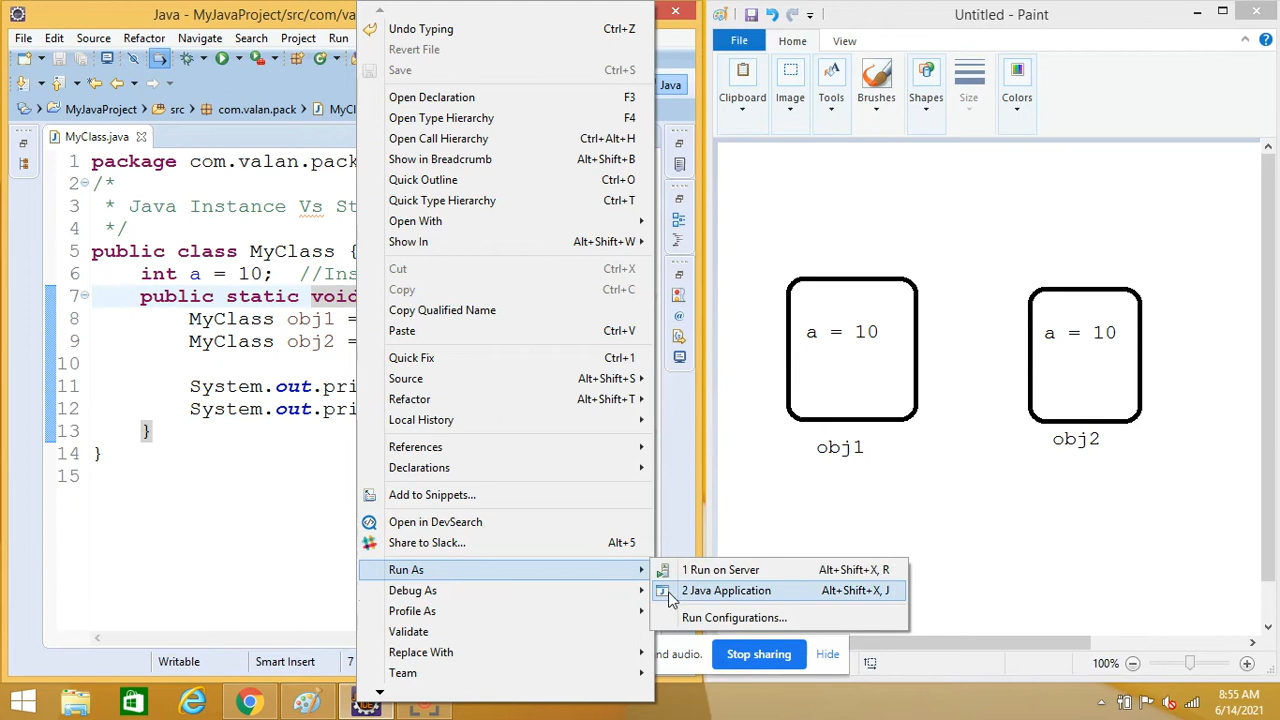 Java - MyJavaProject/src/com/va
File Edit Source Refactor Navigate Search Project Run
Java
MyJavaProject src com.valan.pack MyCl
MyClass.java
1 package com.valan.pac
2 /*
3 * Java Instance Vs St
4 */
5 public class MyClass {
6 int a = 10; //Ins
7 public static void
8 MyClass obj1 =
9 MyClass obj2 =
10
11 System.out.pri
12 System.out.pri
13 }
14 }
15
Writable Smart Insert 7
Undo Typing Ctrl+Z
Revert File
Save Ctrl+S
Open Declaration F3
Open Type Hierarchy F4
Open Call Hierarchy Ctrl+Alt+H
Show in Breadcrumb Alt+Shift+B
Quick Outline Ctrl+O
Quick Type Hierarchy Ctrl+T
Open With
Show In Alt+Shift+W
Cut Ctrl+X
Copy Ctrl+C
Copy Qualified Name
Paste Ctrl+V
Quick Fix Ctrl+1
Source Alt+Shift+S
Refactor Alt+Shift+T
Local History
References
Declarations
Add to Snippets...
Open in DevSearch
Share to Slack... Alt+5
Run As
Debug As
Profile As
Validate
Replace With
Team
1 Run on Server Alt+Shift+X, R
2 Java Application Alt+Shift+X, J
Run Configurations...
nd audio. Stop sharing Hide
Untitled - Paint
File Home View
Clipboard Image Tools Brushes Shapes Size Colors
a = 10 a = 10
obj1 obj2
100%
8:55 AM
6/14/2021